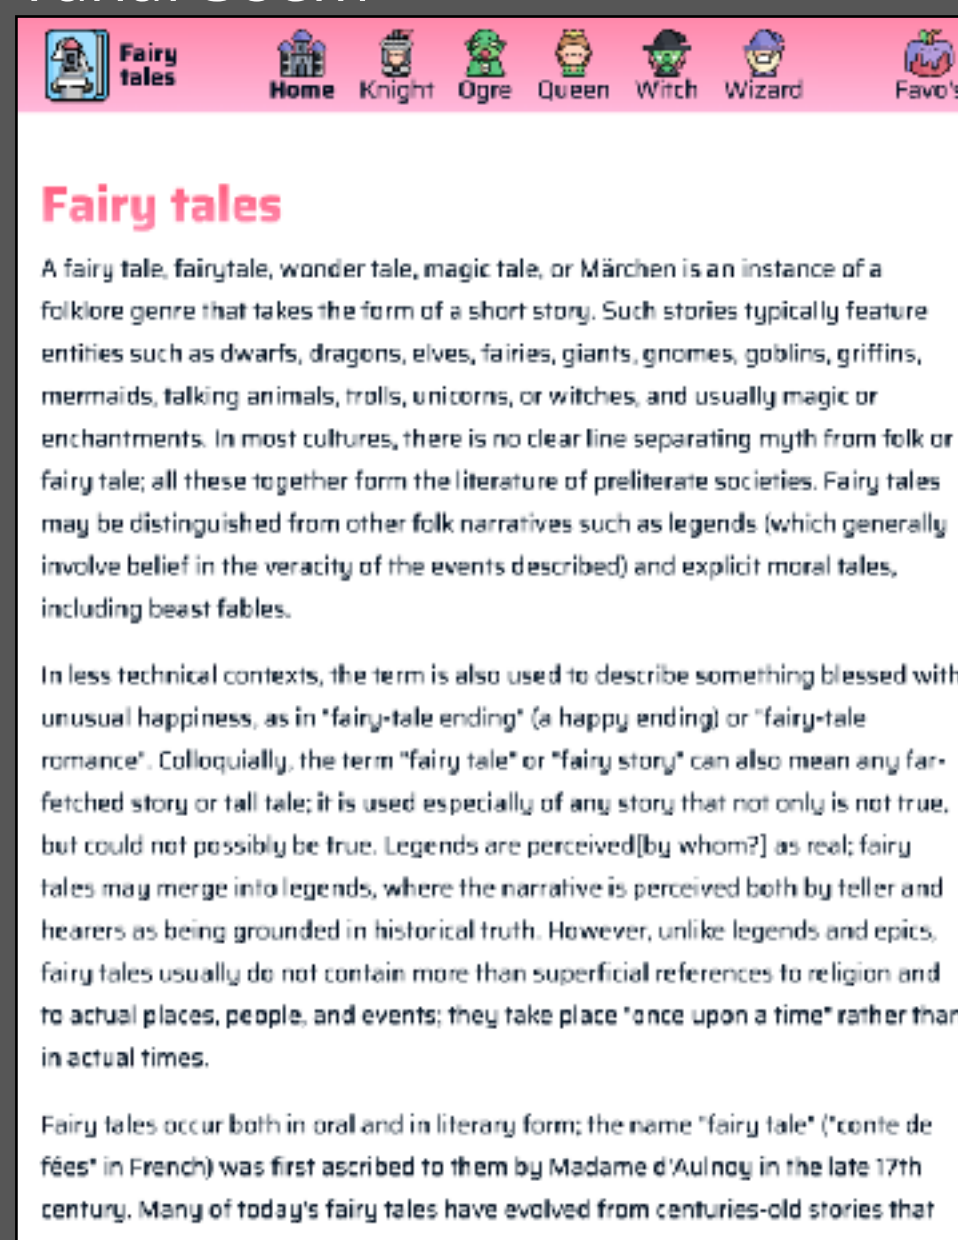 Fairy
tales
Home Knight Ogre Queen Witch Wizard Favo's
Fairy tales
A fairy tale, fairytale, wonder tale, magic tale, or Märchen is an instance of a
folklore genre that takes the form of a short story. Such stories typically feature
entities such as dwarfs, dragons, elves, fairies, giants, gnomes, goblins, griffins,
mermaids, talking animals, trolls, unicorns, or witches, and usually magic or
enchantments. In most cultures, there is no clear line separating myth from folk or
fairy tale; all these together form the literature of preliterate societies. Fairy tales
may be distinguished from other folk narratives such as legends (which generally
involve belief in the veracity of the events described) and explicit moral tales,
including beast fables.
In less technical contexts, the term is also used to describe something blessed with
unusual happiness, as in "fairy-tale ending" (a happy ending) or "fairy-tale
romance". Colloquially, the term "fairy tale" or "fairy story" can also mean any far-
fetched story or tall tale; it is used especially of any story that not only is not true,
but could not possibly be true. Legends are perceived[by whom?] as real; fairy
tales may merge into legends, where the narrative is perceived both by teller and
hearers as being grounded in historical truth. However, unlike legends and epics,
fairy tales usually do not contain more than superficial references to religion and
to actual places, people, and events; they take place "once upon a time" rather than
in actual times.
Fairy tales occur both in oral and in literary form; the name "fairy tale" ("conte de
fées" in French) was first ascribed to them by Madame d'Aulnoy in the late 17th
century. Many of today's fairy tales have evolved from centuries-old stories that